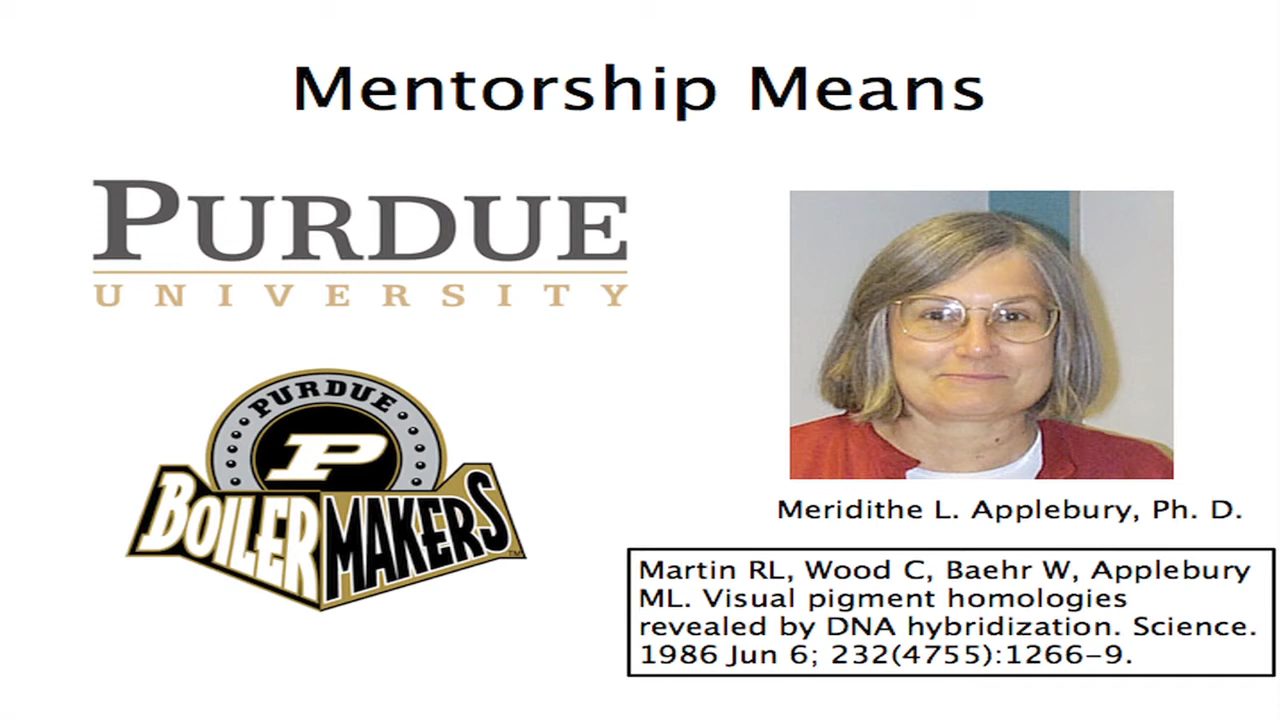 Mentorship Means
PURDUE
UNIVERSITY
PURDUE
P
BOILERMAKERS™
Meridithe L. Applebury, Ph. D.
Martin RL, Wood C, Baehr W, Applebury
ML. Visual pigment homologies
revealed by DNA hybridization. Science.
1986 Jun 6; 232(4755):1266–9.